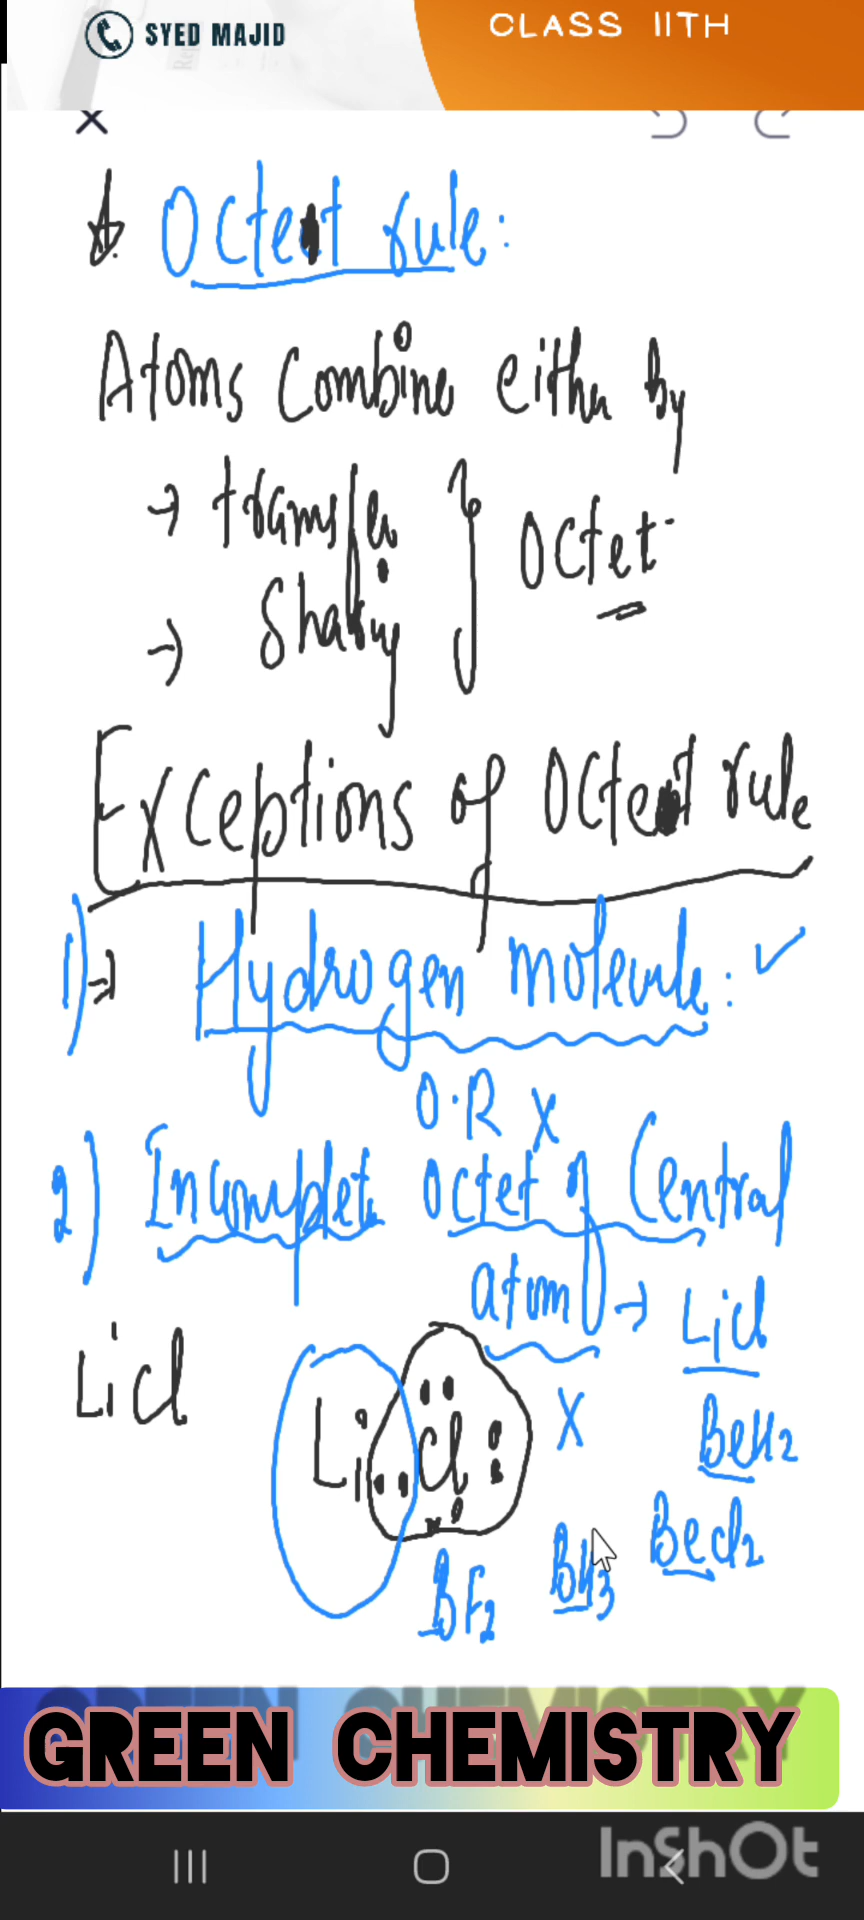 SYED MAJID
CLASS 11TH
Octet rule:
Atoms Combine either by
→ transfer
Octet
→ Sharing
Exceptions of Octet rule
1) ⇒ Hydrogen molecule: ✓
O.R X
2) Incomplete octet of Central
atom → LiCl
LiCl
Li Cl
X
BeH2
BeCl2
BH3
BF2
GREEN CHEMISTRY
InShOt